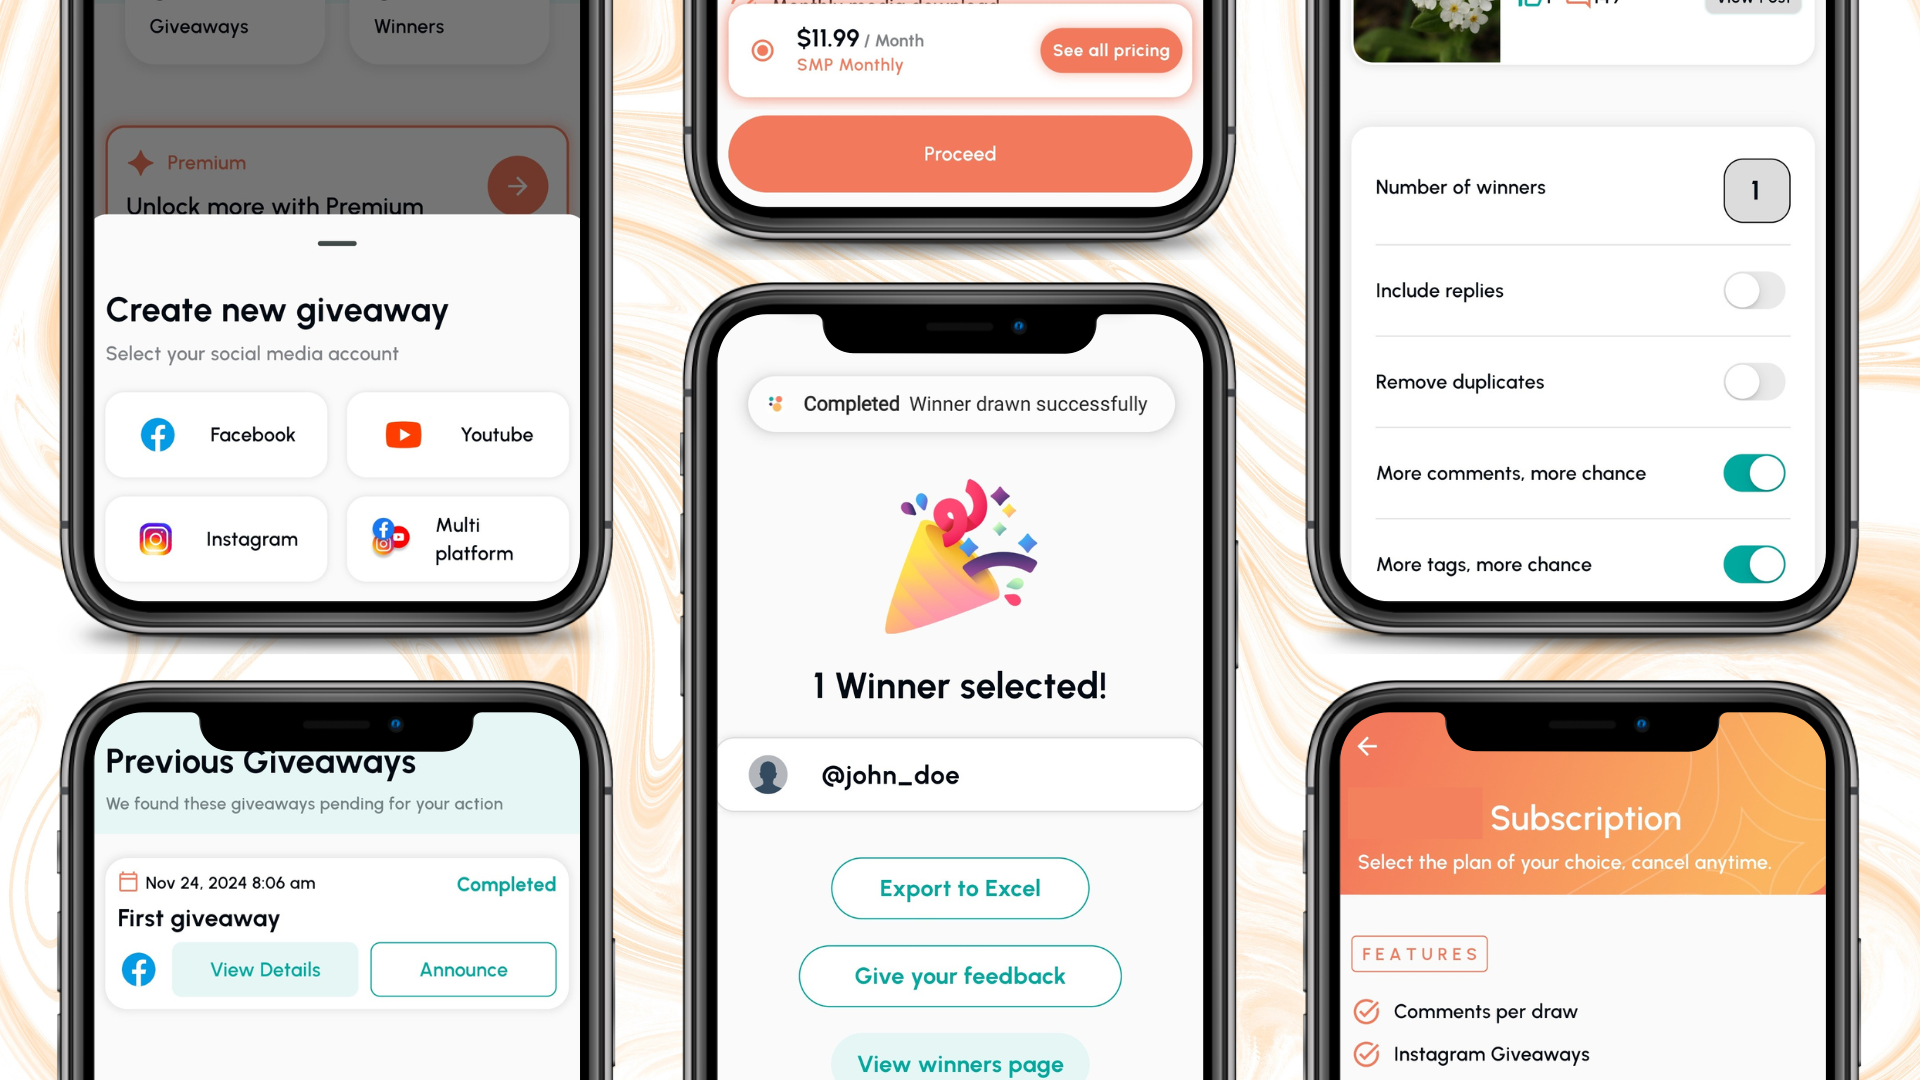 Giveaways
Winners
Premium
Unlock more with Premium
Create new giveaway
Select your social media account
Facebook
Youtube
Instagram
Multi
platform
Previous Giveaways
We found these giveaways pending for your action
Nov 24, 2024 8:06 am
Completed
First giveaway
View Details
Announce
Monthly media download
$11.99 / Month
SMP Monthly
See all pricing
Proceed
Completed Winner drawn successfully
1 Winner selected!
@john_doe
Export to Excel
Give your feedback
View winners page
View Post
Number of winners
1
Include replies
Remove duplicates
More comments, more chance
More tags, more chance
Subscription
Select the plan of your choice, cancel anytime.
FEATURES
Comments per draw
Instagram Giveaways